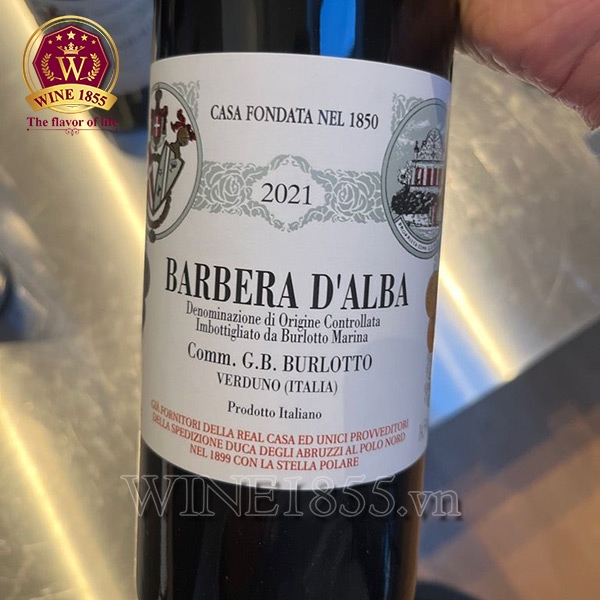 W
WINE 1855
The flavor of life
CASA FONDATA NEL 1850
2021
BARBERA D'ALBA
Denominazione di Origine Controllata
Imbottigliato da Burlotto Marina
Comm. G.B. BURLOTTO
VERDUNO (ITALIA)
Prodotto Italiano
GIÀ FORNITORI DELLA REAL CASA ED UNICI PROVVEDITORI
DELLA SPEDIZIONE DUCA DEGLI ABRUZZI AL POLO NORD
NEL 1899 CON LA STELLA POLARE
WINE1855.vn